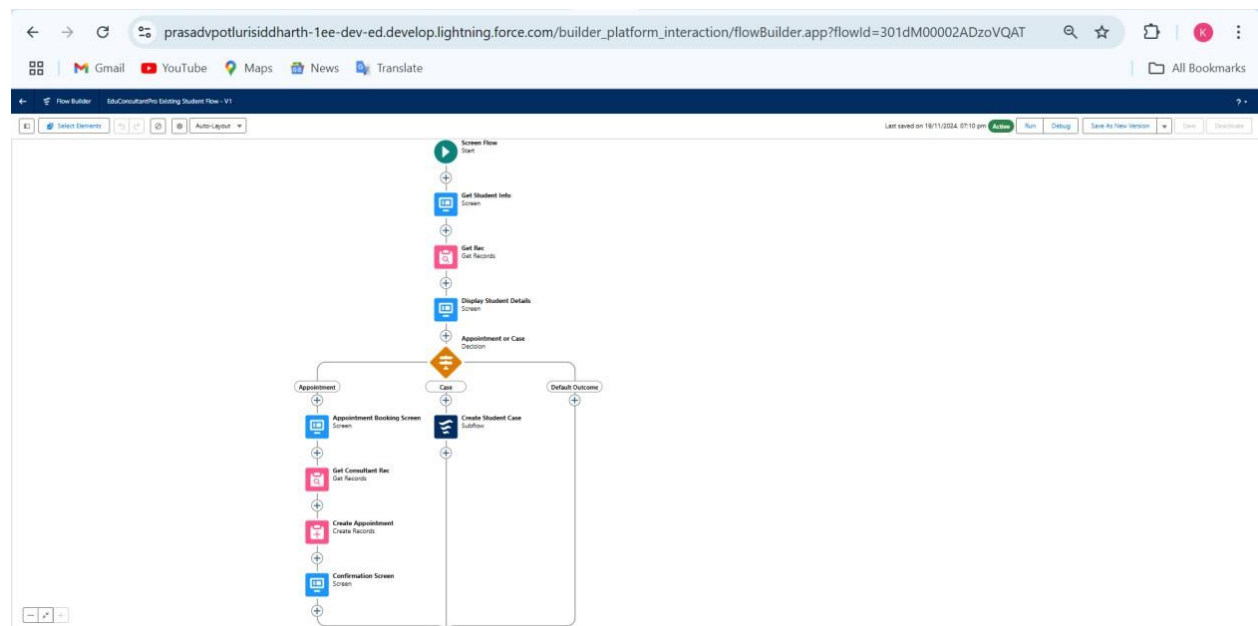 prasadvpotlurisiddharth-1ee-dev-ed.develop.lightning.force.com/builder_platform_interaction/flowBuilder.app?flowId=301dM00002ADzoVQAT
K
Gmail
YouTube
Maps
News
Translate
All Bookmarks
Flow Builder
EduConsultantPro Existing Student Flow - V1
?
Select Elements
Auto-Layout
Last saved on 19/11/2024, 07:10 pm
Active
Run
Debug
Save As New Version
Save
Deactivate
Screen Flow
Start
Get Student Info
Screen
Get Rec
Get Records
Display Student Details
Screen
Appointment or Case
Decision
Appointment
Case
Default Outcome
Appointment Booking Screen
Screen
Create Student Case
Subflow
Get Consultant Rec
Get Records
Create Appointment
Create Records
Confirmation Screen
Screen